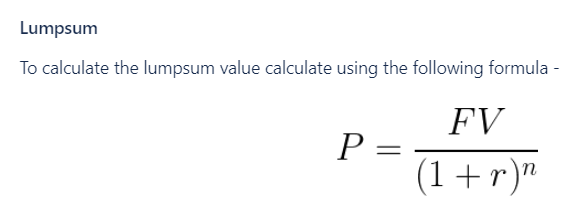 Lumpsum
To calculate the lumpsum value calculate using the following formula -
P = FV / (1 + r)^n